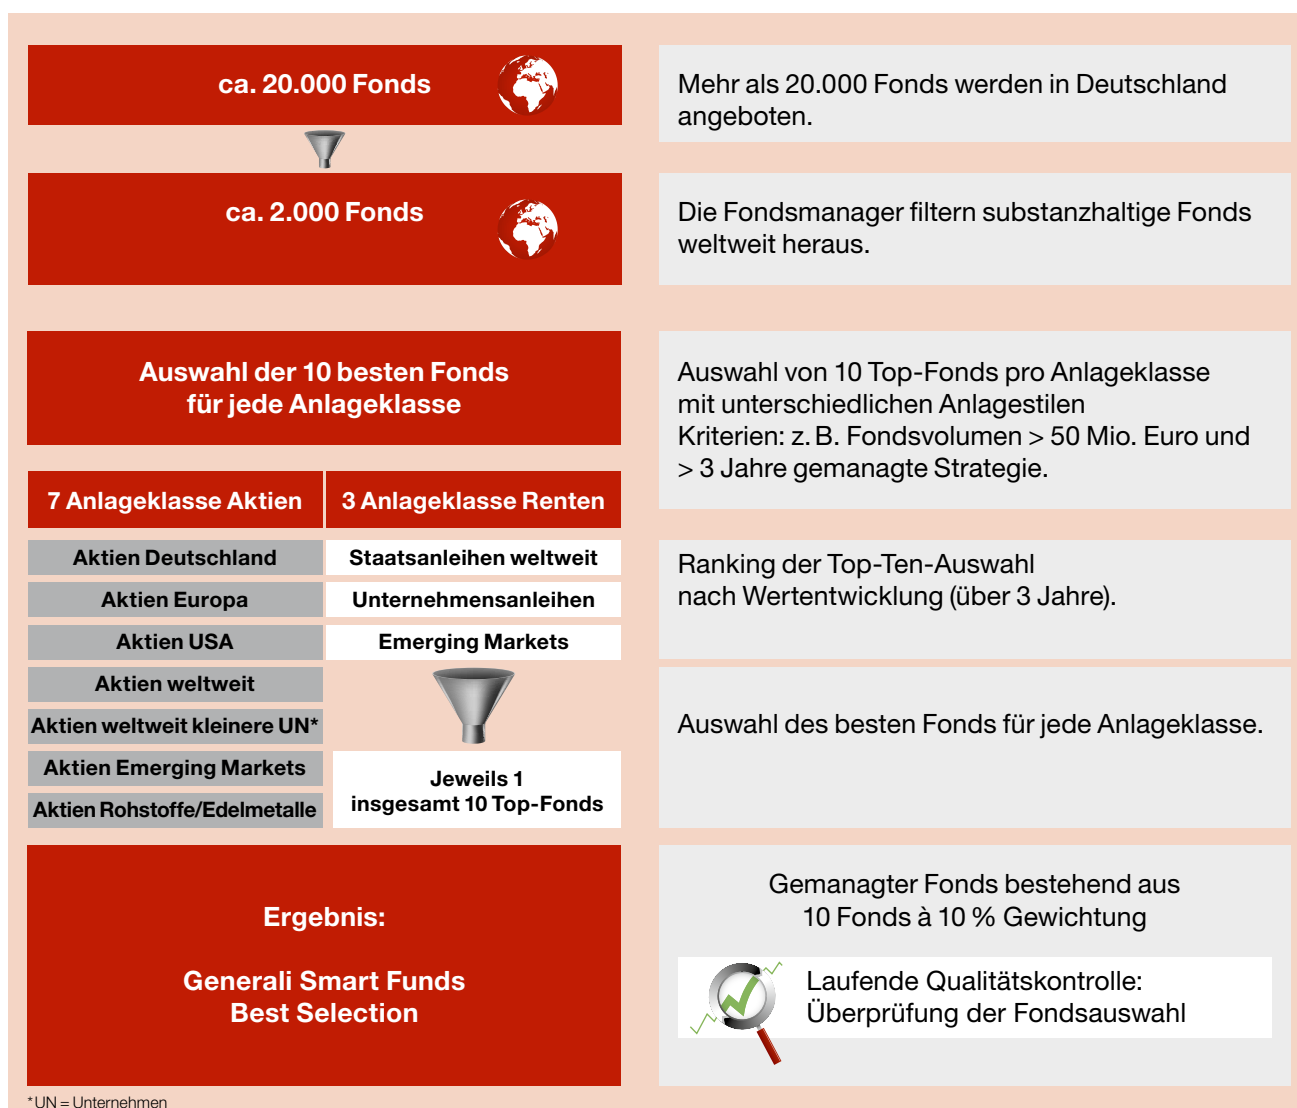 ca. 20.000 Fonds
Mehr als 20.000 Fonds werden in Deutschland
angeboten.
ca. 2.000 Fonds
Die Fondsmanager filtern substanzhaltige Fonds
weltweit heraus.
Auswahl der 10 besten Fonds
für jede Anlageklasse
Auswahl von 10 Top-Fonds pro Anlageklasse
mit unterschiedlichen Anlagestilen
Kriterien: z. B. Fondsvolumen > 50 Mio. Euro und
> 3 Jahre gemanagte Strategie.
7 Anlageklasse Aktien
3 Anlageklasse Renten
Aktien Deutschland
Aktien Europa
Aktien USA
Aktien weltweit
Aktien weltweit kleinere UN*
Aktien Emerging Markets
Aktien Rohstoffe/Edelmetalle
Staatsanleihen weltweit
Unternehmensanleihen
Emerging Markets
Jeweils 1
insgesamt 10 Top-Fonds
Ranking der Top-Ten-Auswahl
nach Wertentwicklung (über 3 Jahre).
Auswahl des besten Fonds für jede Anlageklasse.
Ergebnis:
Generali Smart Funds
Best Selection
Gemanagter Fonds bestehend aus
10 Fonds à 10 % Gewichtung
Laufende Qualitätskontrolle:
Überprüfung der Fondsauswahl
* UN = Unternehmen